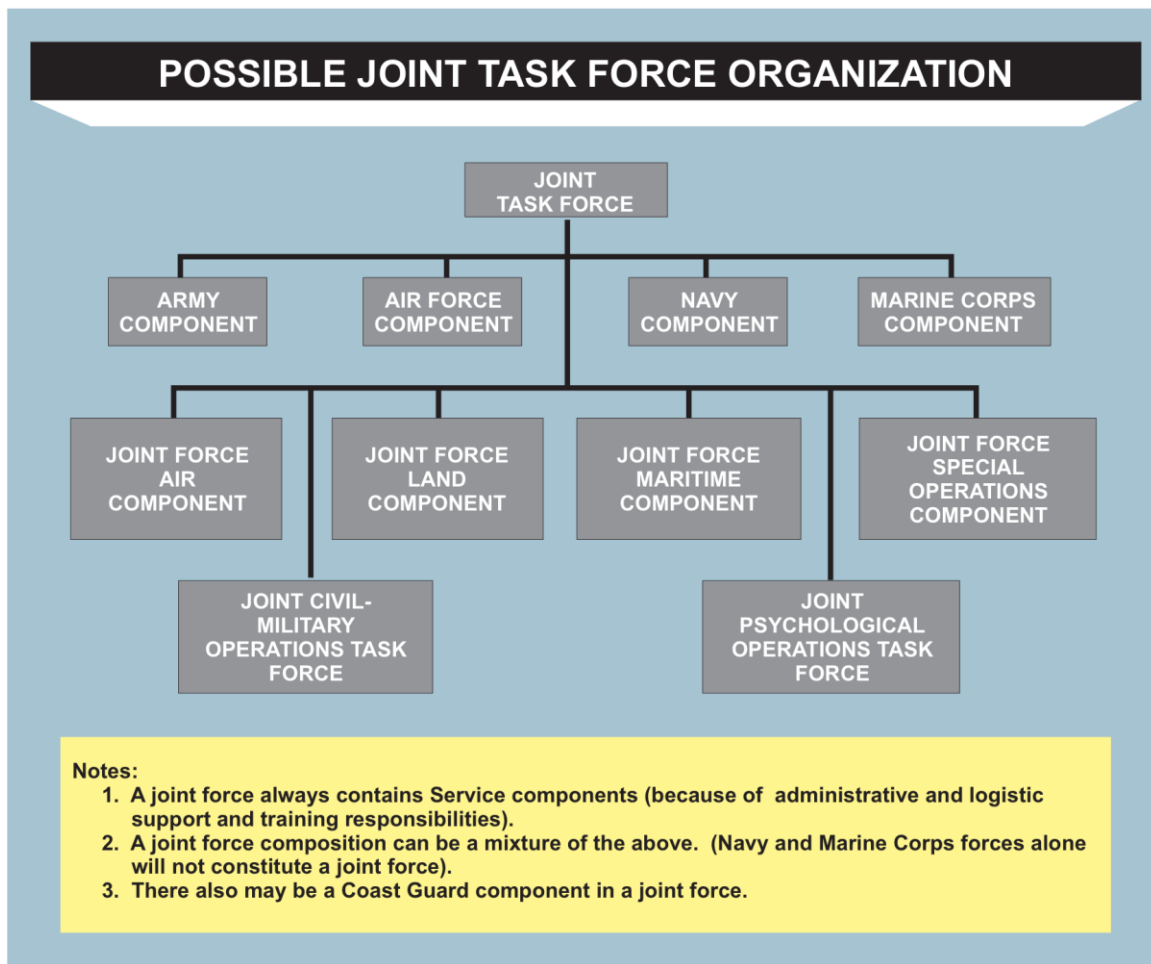 POSSIBLE JOINT TASK FORCE ORGANIZATION
JOINT
TASK FORCE
ARMY
COMPONENT
AIR FORCE
COMPONENT
NAVY
COMPONENT
MARINE CORPS
COMPONENT
JOINT FORCE
AIR
COMPONENT
JOINT FORCE
LAND
COMPONENT
JOINT FORCE
MARITIME
COMPONENT
JOINT FORCE
SPECIAL
OPERATIONS
COMPONENT
JOINT CIVIL-
MILITARY
OPERATIONS TASK
FORCE
JOINT
PSYCHOLOGICAL
OPERATIONS TASK
FORCE
Notes:
1. A joint force always contains Service components (because of administrative and logistic
support and training responsibilities).
2. A joint force composition can be a mixture of the above. (Navy and Marine Corps forces alone
will not constitute a joint force).
3. There also may be a Coast Guard component in a joint force.